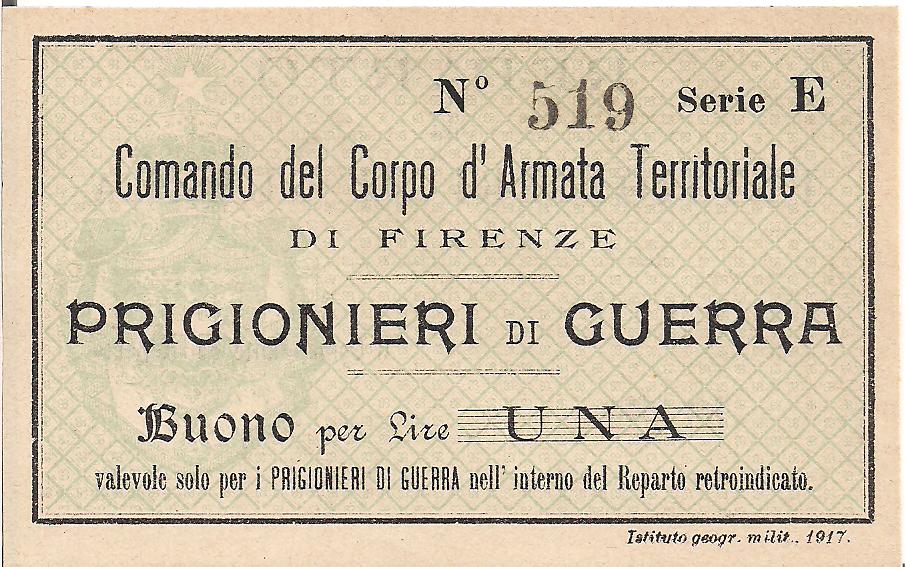 Nº 519 Serie E
Comando del Corpo d'Armata Territoriale
DI FIRENZE
PRIGIONIERI DI GUERRA
Buono per Lire UNA
valevole solo per i PRIGIONIERI DI GUERRA nell' interno del Reparto retroindicato.
Istituto geogr. milit.. 1917.